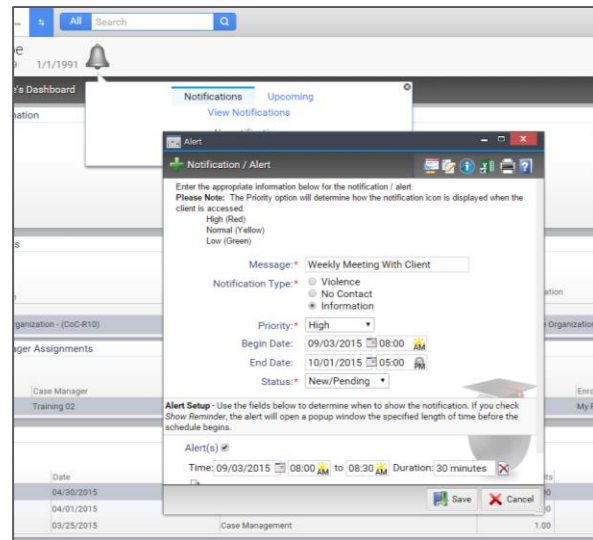 All Search
1/1/1991
's Dashboard
Notifications Upcoming
View Notifications
Alert
Notification / Alert
Enter the appropriate information below for the notification / alert.
Please Note: The Priority option will determine how the notification icon is displayed when the
client is accessed.
High (Red)
Normal (Yellow)
Low (Green)
Message:* Weekly Meeting With Client
Notification Type:* Violence
No Contact
Information
Priority:* High
Begin Date: 09/03/2015 08:00 AM
End Date: 10/01/2015 05:00 PM
Status:* New/Pending
ganization - (CoC-R10) Organization
ger Assignments
Case Manager
Training 02
Alert Setup - Use the fields below to determine when to show the notification. If you check
Show Reminder, the alert will open a popup window the specified length of time before the
schedule begins.
Alert(s)
Time: 09/03/2015 08:00 AM to 08:30 AM Duration: 30 minutes
Save Cancel
Date
04/30/2015
04/01/2015
03/25/2015 Case Management 1.00